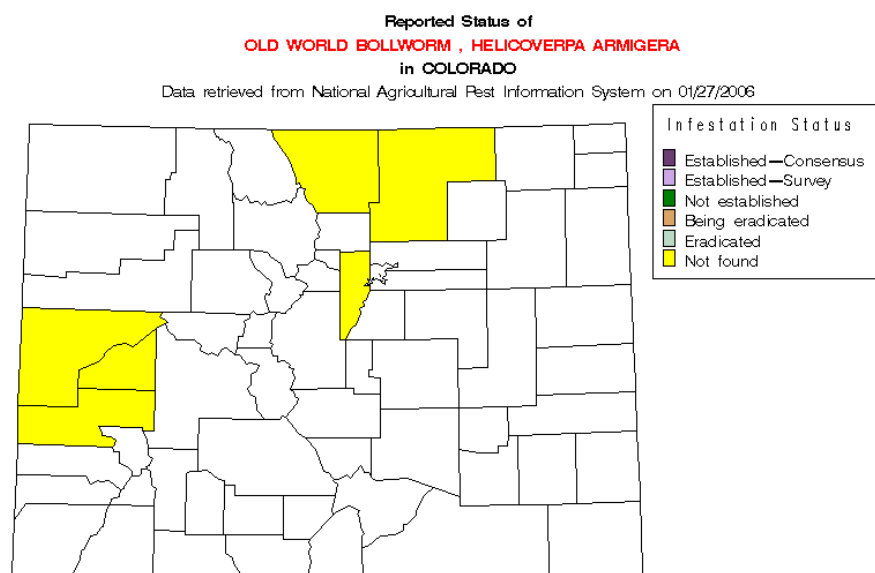 Reported Status of
OLD WORLD BOLLWORM , HELICOVERPA ARMIGERA
in COLORADO
Data retrieved from National Agricultural Pest Information System on 01/27/2006
Infestation Status
Established—Consensus
Established—Survey
Not established
Being eradicated
Eradicated
Not found